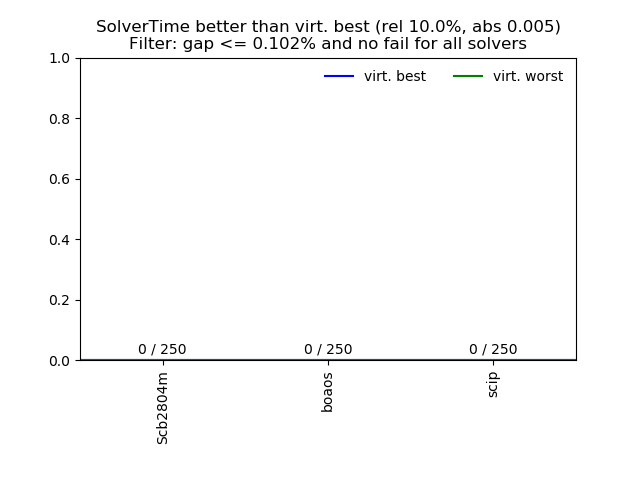 SolverTime better than virt. best (rel 10.0%, abs 0.005)
Filter: gap <= 0.102% and no fail for all solvers
virt. best
virt. worst
1.0
0.8
0.6
0.4
0.2
0.0
0 / 250
0 / 250
0 / 250
Scb2804m
boaos
scip